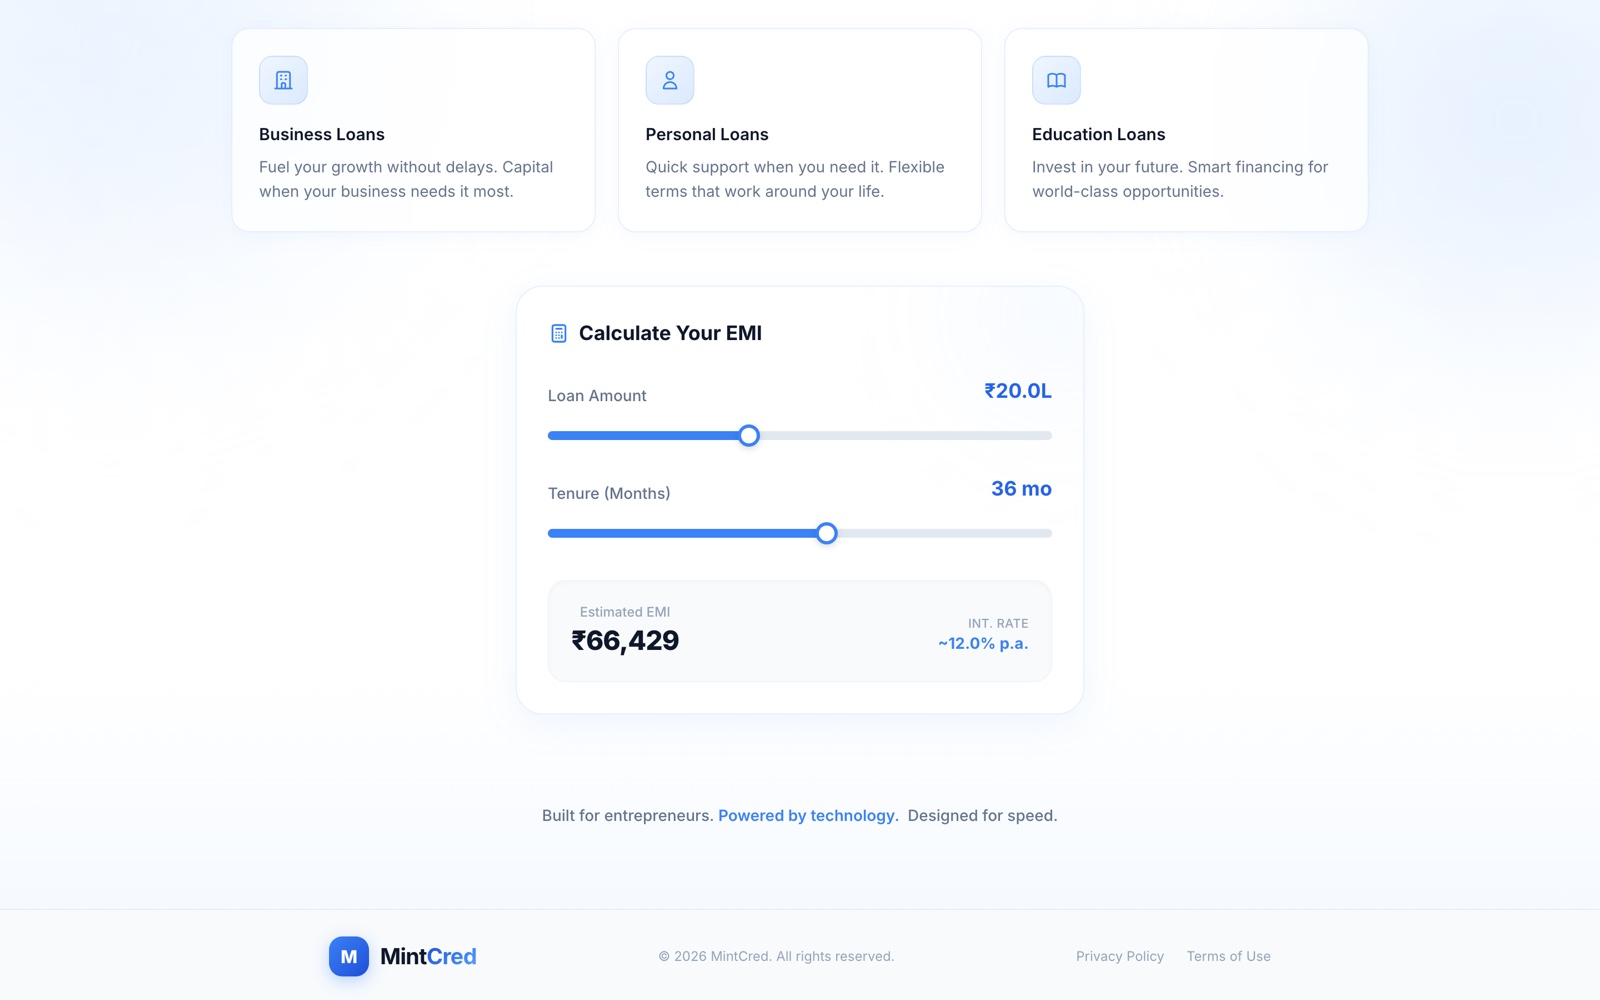 Business Loans
Fuel your growth without delays. Capital
when your business needs it most.
Personal Loans
Quick support when you need it. Flexible
terms that work around your life.
Education Loans
Invest in your future. Smart financing for
world-class opportunities.
Calculate Your EMI
Loan Amount
₹20.0L
Tenure (Months)
36 mo
Estimated EMI
₹66,429
INT. RATE
~12.0% p.a.
Built for entrepreneurs. Powered by technology. Designed for speed.
M MintCred
© 2026 MintCred. All rights reserved.
Privacy Policy Terms of Use